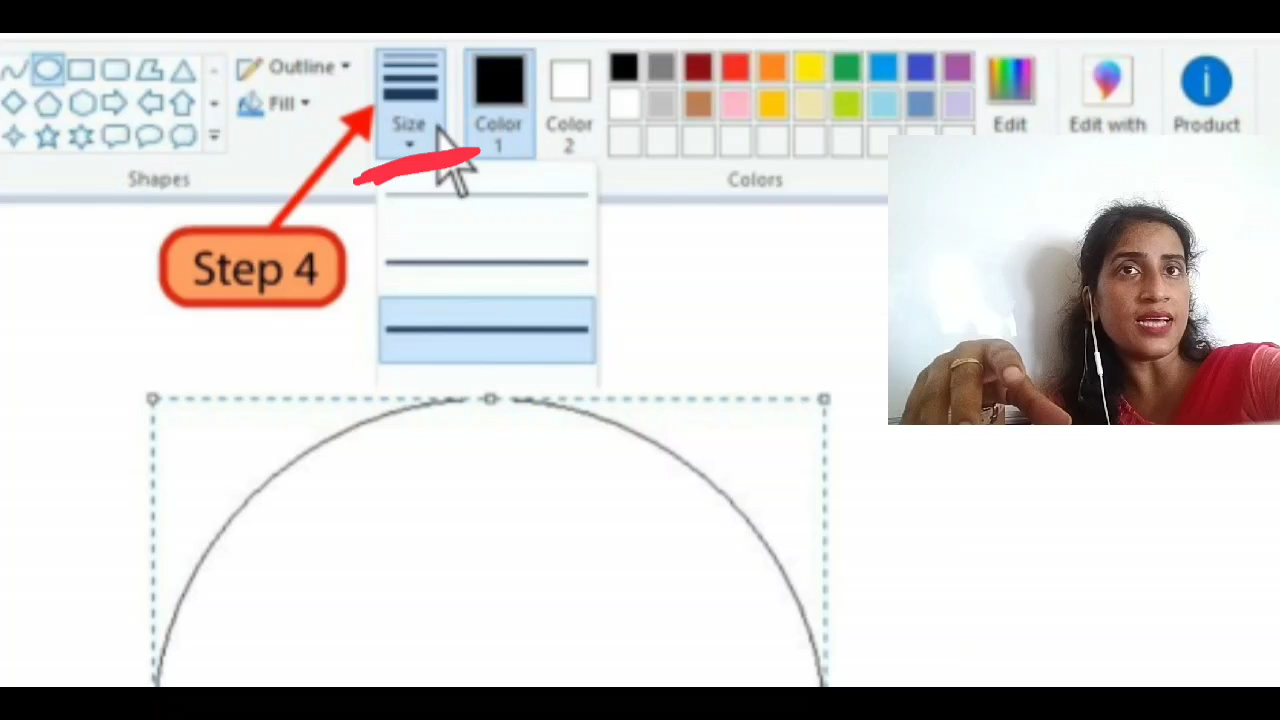 Outline
Fill
Size
Color
1
Color
2
Edit
Edit with
Product
Shapes
Colors
Step 4